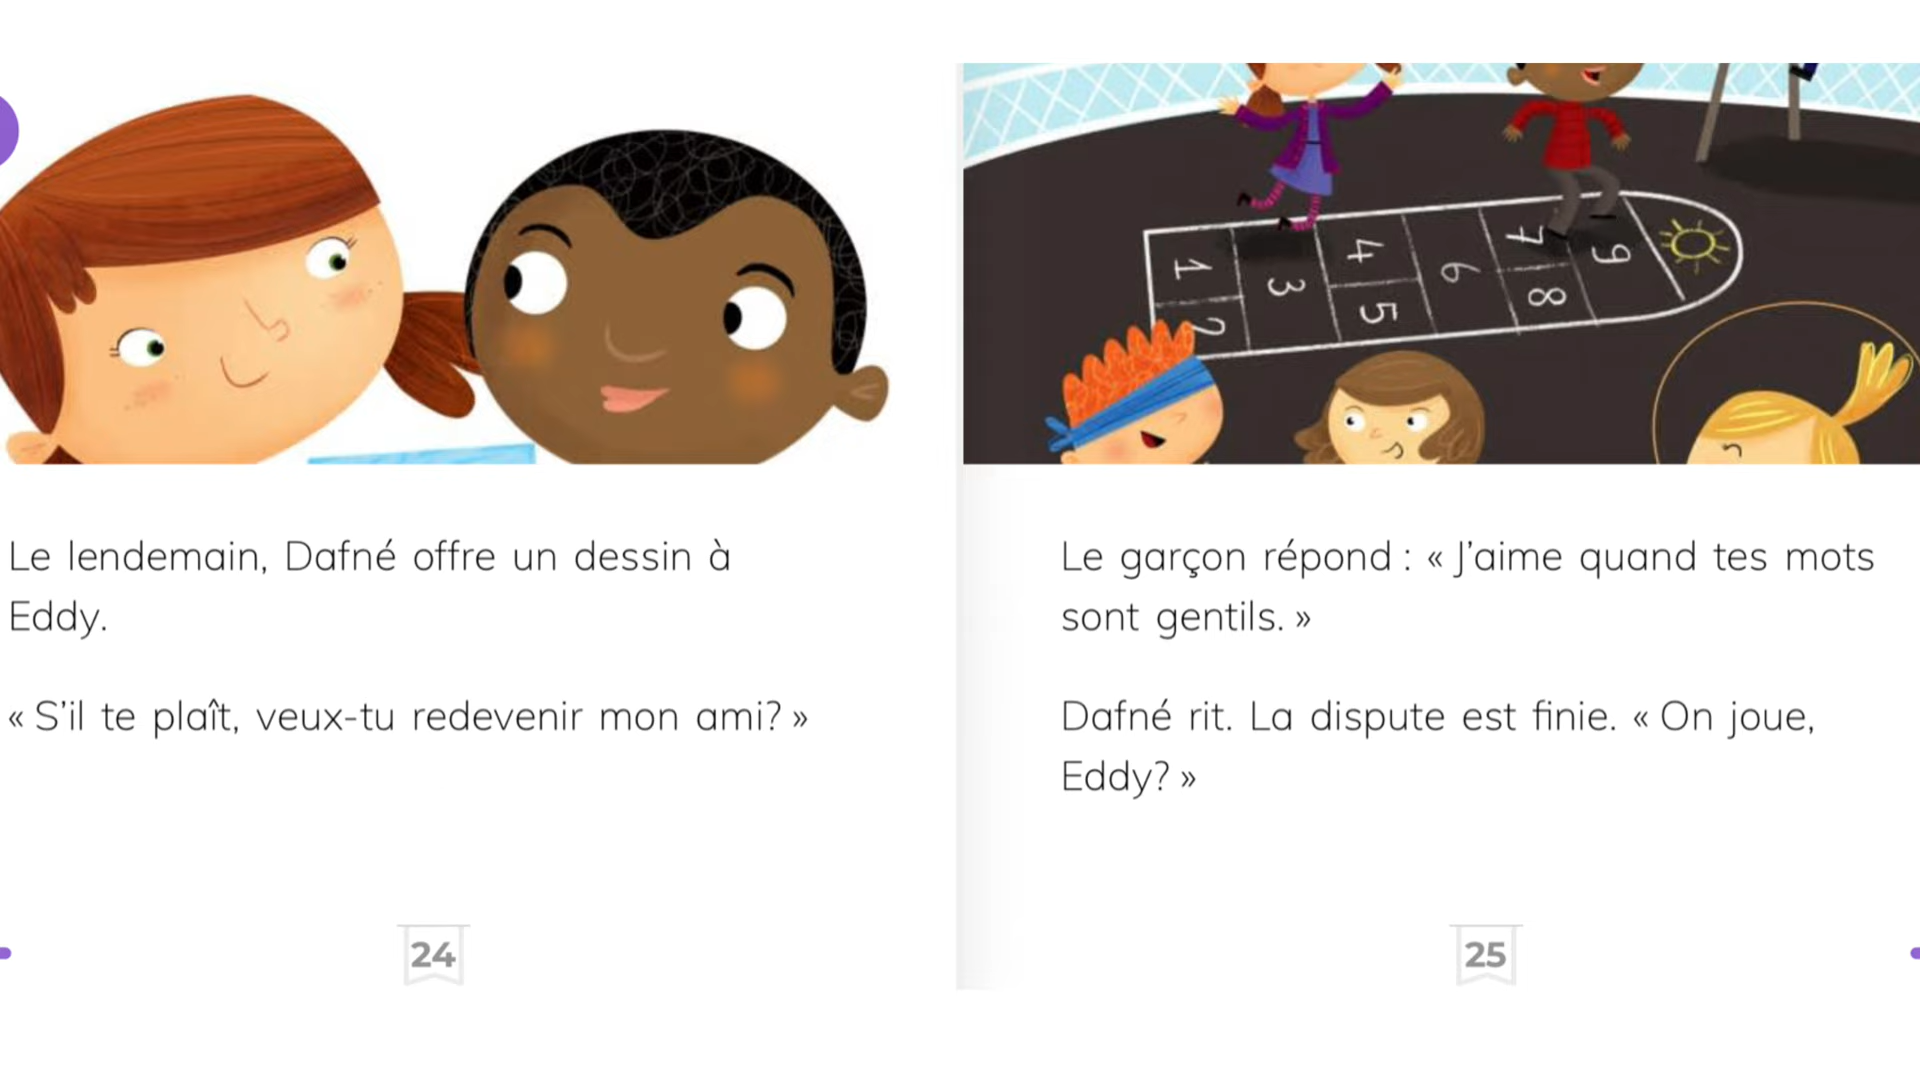 Le lendemain, Dafné offre un dessin à
Eddy.
« S'il te plaît, veux-tu redevenir mon ami? »
24
1
2
3
4
5
6
7
8
9
Le garçon répond : « J'aime quand tes mots
sont gentils. »
Dafné rit. La dispute est finie. « On joue,
Eddy? »
25